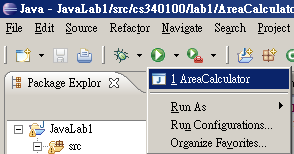 Java - JavaLab1/src/cs340100/lab1/AreaCalculato
File Edit Source Refactor Navigate Search Project
1 AreaCalculator
Package Explor
Run As
JavaLab1
Run Configurations...
src
Organize Favorites...